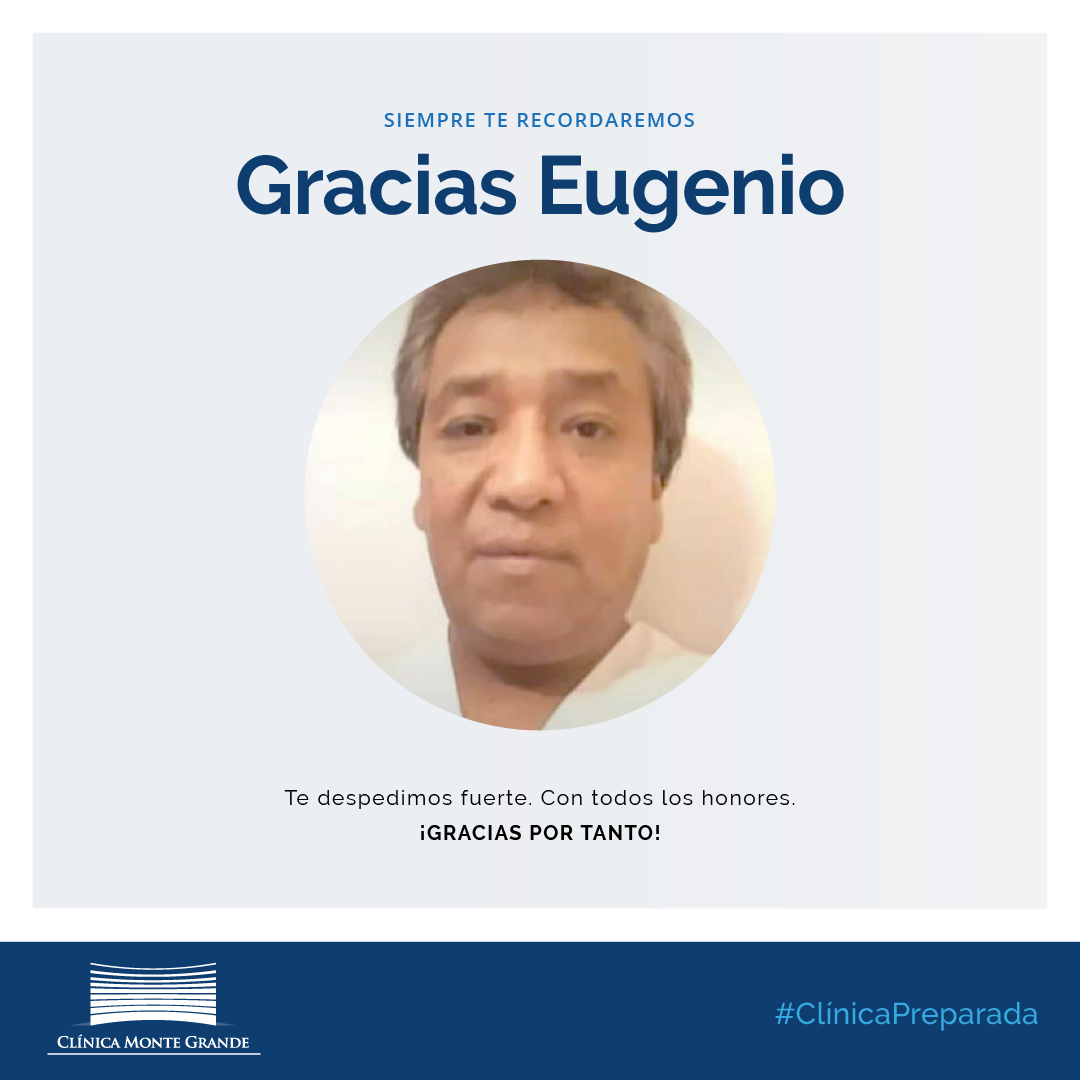 SIEMPRE TE RECORDAREMOS
Gracias Eugenio
Te despedimos fuerte. Con todos los honores.
¡GRACIAS POR TANTO!
CLÍNICA MONTE GRANDE
#ClínicaPreparada